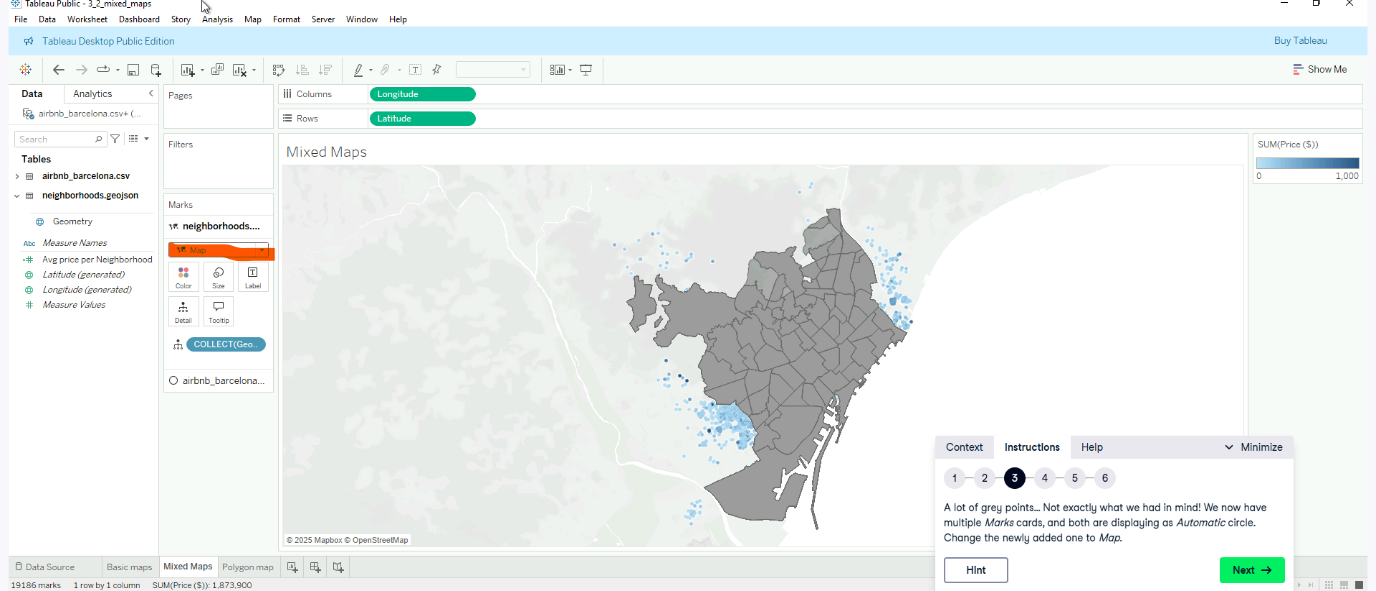 Tableau Public - 3_2_mixed_maps
File Data Worksheet Dashboard Story Analysis Map Format Server Window Help
Tableau Desktop Public Edition Buy Tableau
Show Me
Data Analytics
airbnb_barcelona.csv+ (...
Search
Tables
airbnb_barcelona.csv
neighborhoods.geojson
Geometry
Abc Measure Names
Avg price per Neighborhood
Latitude (generated)
Longitude (generated)
Measure Values
Pages
Filters
Marks
neighborhoods....
Map
Color Size Label
Detail Tooltip
COLLECT(Geo..
airbnb_barcelona...
Columns Longitude
Rows Latitude
Mixed Maps
© 2025 Mapbox © OpenStreetMap
SUM(Price ($))
0 1,000
Context Instructions Help Minimize
1 2 3 4 5 6
A lot of grey points... Not exactly what we had in mind! We now have
multiple Marks cards, and both are displaying as Automatic circle.
Change the newly added one to Map.
Hint Next →
Data Source Basic maps Mixed Maps Polygon map
19186 marks 1 row by 1 column SUM(Price ($)): 1,873,900